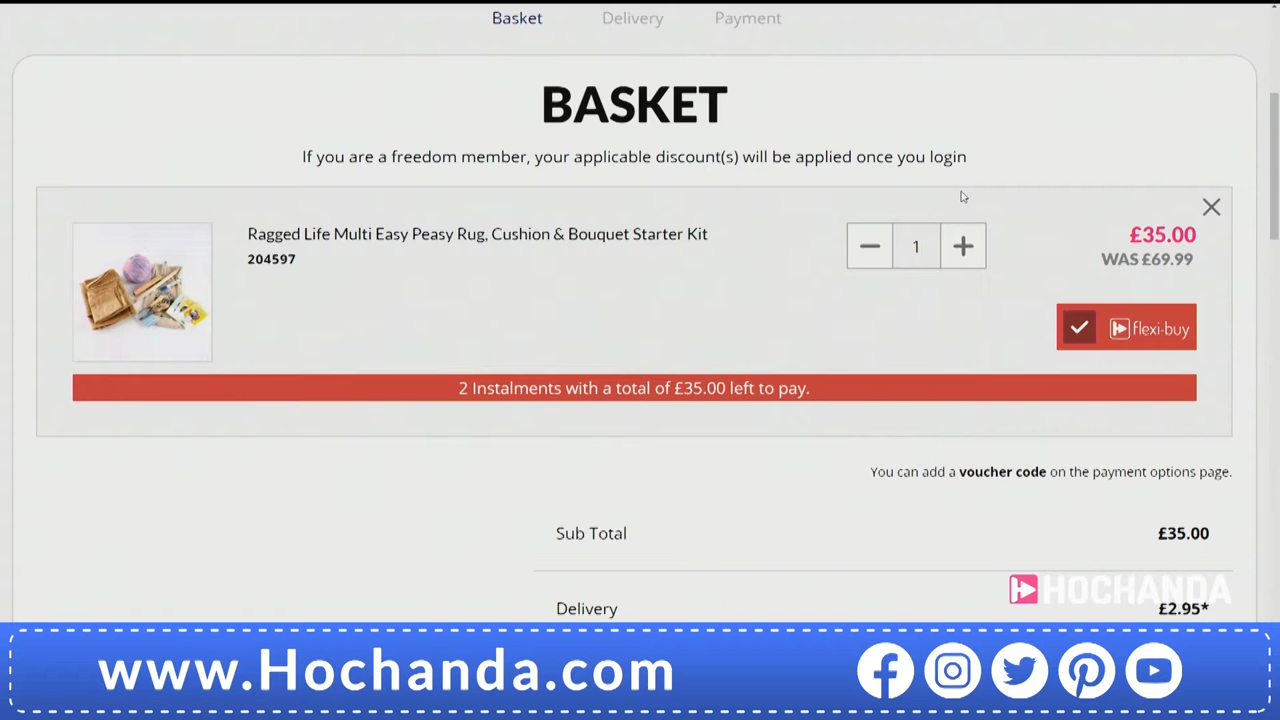 Basket Delivery Payment
BASKET
If you are a freedom member, your applicable discount(s) will be applied once you login
Ragged Life Multi Easy Peasy Rug, Cushion & Bouquet Starter Kit
204597
1
£35.00
WAS £69.99
flexi-buy
2 Instalments with a total of £35.00 left to pay.
You can add a voucher code on the payment options page.
Sub Total £35.00
HOCHANDA
Delivery £2.95*
www.Hochanda.com